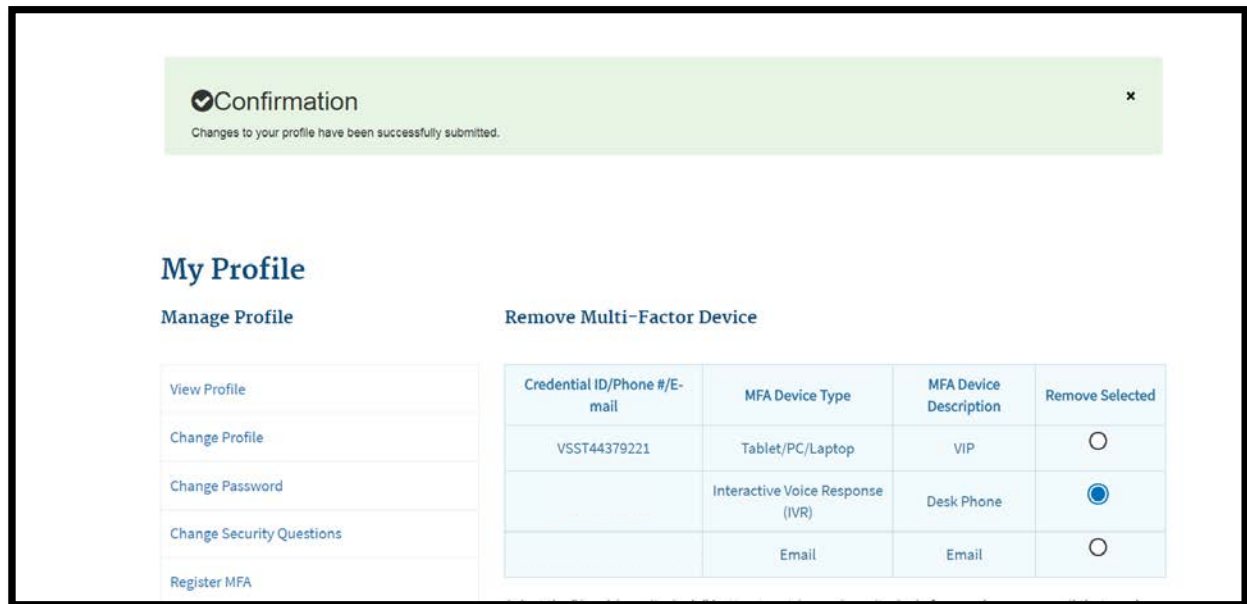 Confirmation
Changes to your profile have been successfully submitted.
My Profile
Manage Profile
View Profile
Change Profile
Change Password
Change Security Questions
Register MFA
Remove Multi-Factor Device
Credential ID/Phone #/E-
mail
MFA Device Type
MFA Device
Description
Remove Selected
VSST44379221
Tablet/PC/Laptop
VIP
Interactive Voice Response
(IVR)
Desk Phone
Email
Email